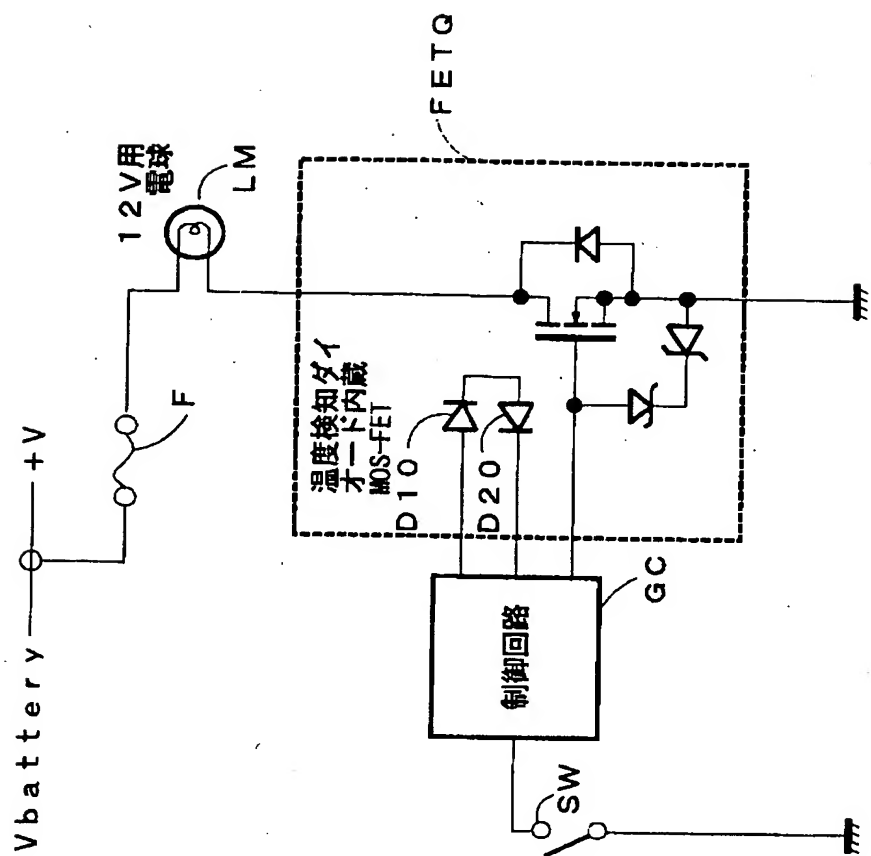 Vbattery
+V
F
12V用
電球
LM
FETQ
温度検知ダイ
オード内蔵
MOS-FET
D10
D20
制御回路
GC
SW